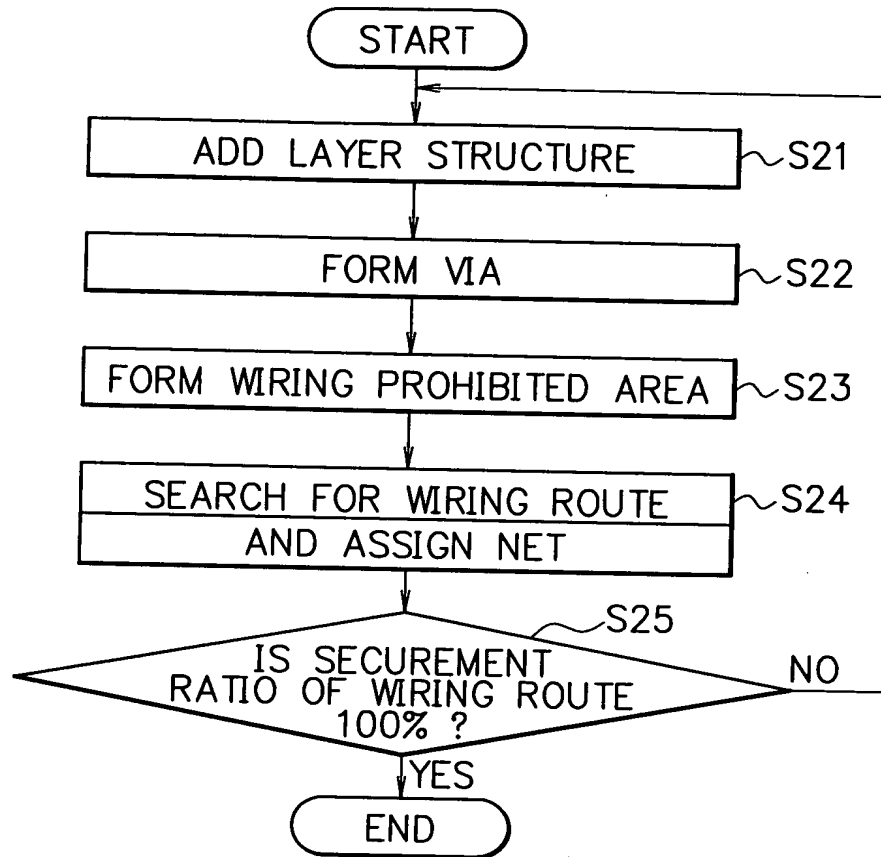 START
ADD LAYER STRUCTURE
S21
FORM VIA
S22
FORM WIRING PROHIBITED AREA
S23
SEARCH FOR WIRING ROUTE
AND ASSIGN NET
S24
S25
IS SECUREMENT
RATIO OF WIRING ROUTE
100% ?
NO
YES
END